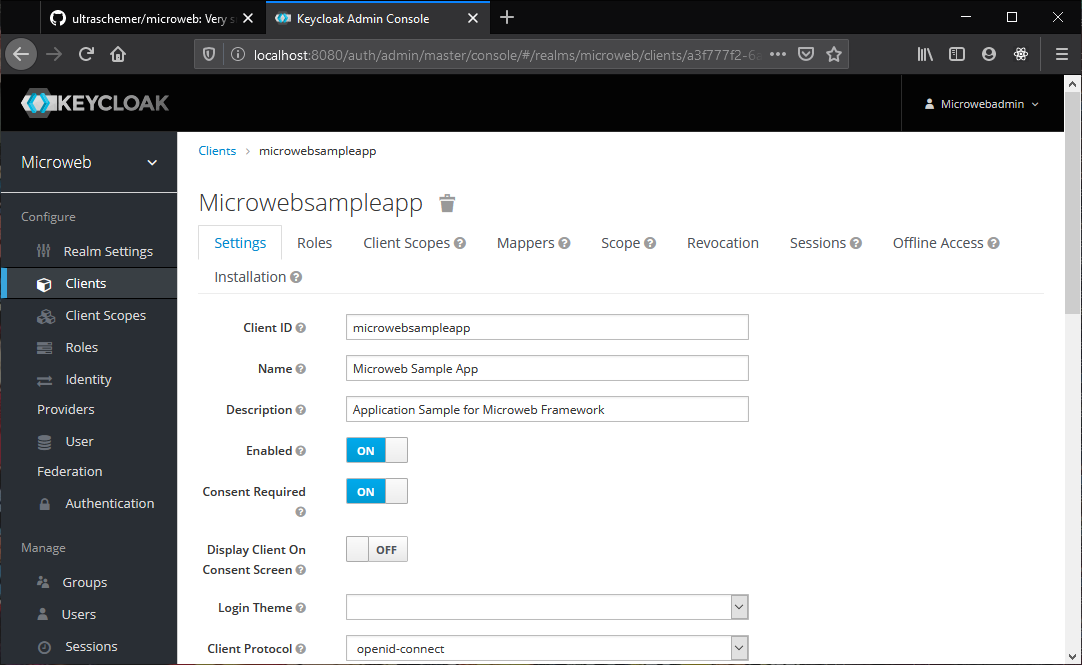 ultraschemer/microweb: Very s
Keycloak Admin Console
localhost:8080/auth/admin/master/console/#/realms/microweb/clients/a3f777f2-6a
KEYCLOAK
Microwebadmin
Microweb
Configure
Realm Settings
Clients
Client Scopes
Roles
Identity
Providers
User
Federation
Authentication
Manage
Groups
Users
Sessions
Clients > microwebsampleapp
Microwebsampleapp
Settings Roles Client Scopes Mappers Scope Revocation Sessions Offline Access
Installation
Client ID microwebsampleapp
Name Microweb Sample App
Description Application Sample for Microweb Framework
Enabled ON
Consent Required ON
Display Client On
Consent Screen OFF
Login Theme
Client Protocol openid-connect